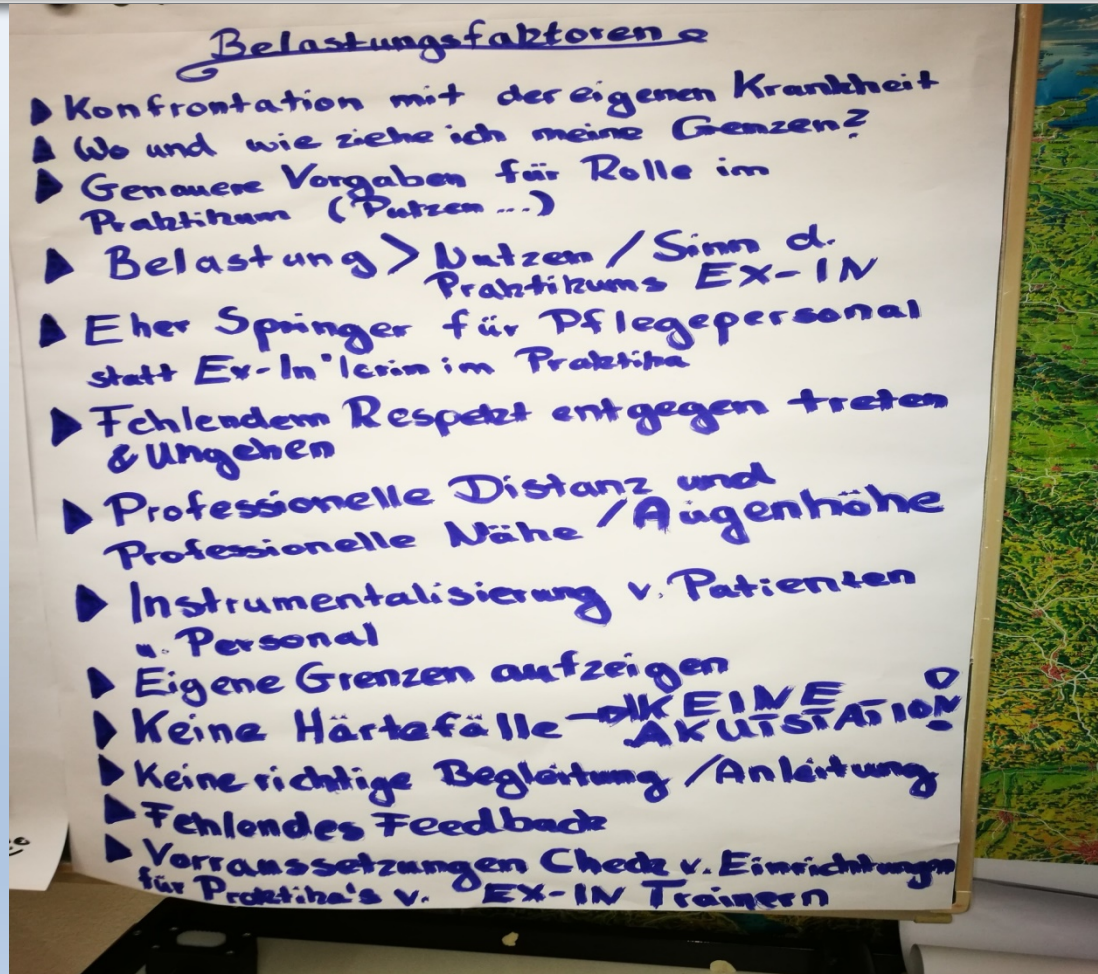 Belastungsfaktoren
Konfrontation mit der eigenen Krankheit
Wo und wie ziehe ich meine Genzen?
Genauere Vorgaben für Rolle im
Praktikum (Putzen ...)
Belastung > Nutzen / Sinn d.
Praktikums EX-IN
Eher Springer für Pflegepersonal
statt Ex-In'lerin im Praktika
Fehlendem Respekt entgegen treten
& Umgehen
Professionelle Distanz und
Professionelle Nähe / Augenhöhe
Instrumentalisierung v. Patienten
u. Personal
Eigene Grenzen aufzeigen
Keine Härtefälle → KEINE
AKUTSTATION!
Keine richtige Begleitung / Anleitung
Fehlendes Feedback
Vorraussetzungen Check v. Einrichtungen
für Praktika's v. EX-IN Trainern